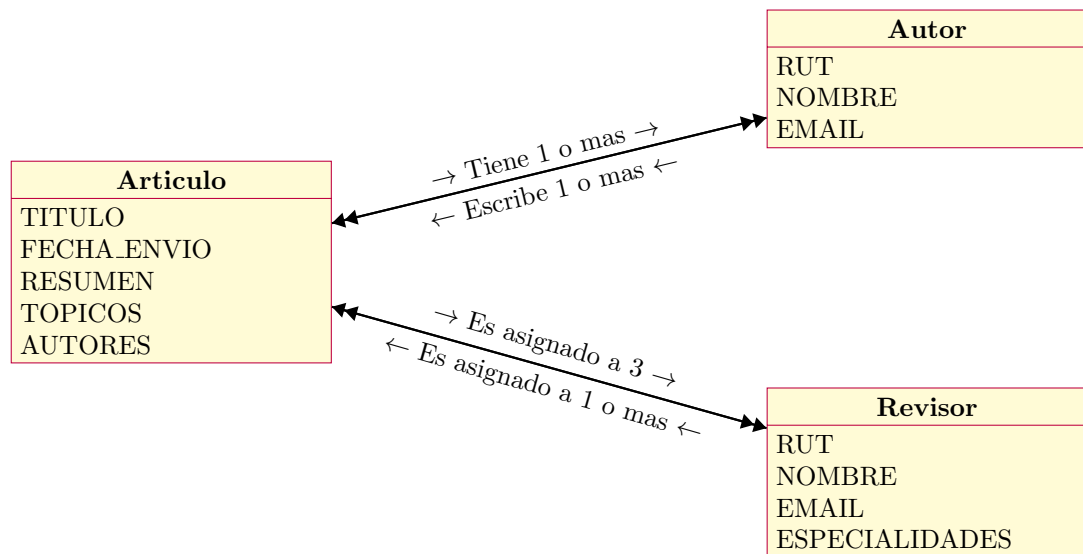 Autor
RUT
NOMBRE
EMAIL
→ Tiene 1 o mas →
← Escribe 1 o mas ←
Articulo
TITULO
FECHA_ENVIO
RESUMEN
TOPICOS
AUTORES
→ Es asignado a 3 →
← Es asignado a 1 o mas ←
Revisor
RUT
NOMBRE
EMAIL
ESPECIALIDADES